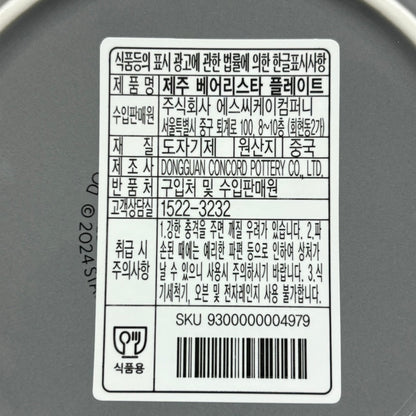 식품등의 표시 광고에 관한 법률에 의한 한글표시사항
제 품 명 제주 베어리스타 플레이트
수입판매원 주식회사 에스씨케이컴퍼니
서울특별시 중구 퇴계로 100, 8~10층 (회현동2가)
재 질 도자기제 원산지 중국
제 조 사 DONGGUAN CONCORD POTTERY CO., LTD.
반 품 처 구입처 및 수입판매원
고객상담실 1522-3232
취급 시 주의사항
1.강한 충격을 주면 깨질 우려가 있습니다. 2.파
손된 때에는 예리한 파편 등으로 인하여 상처가
날 수 있으니 사용시 주의하시기 바랍니다. 3.식
기세척기, 오븐 및 전자레인지 사용 불가합니다.
식품용
SKU 9300000004979
© 2024 St